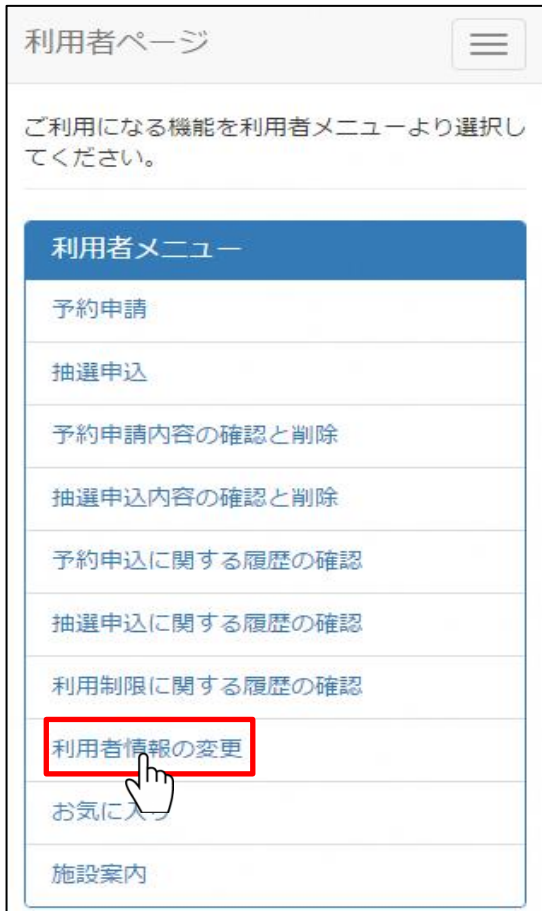 利用者ページ
ご利用になる機能を利用者メニューより選択し
てください。
利用者メニュー
予約申請
抽選申込
予約申請内容の確認と削除
抽選申込内容の確認と削除
予約申込に関する履歴の確認
抽選申込に関する履歴の確認
利用制限に関する履歴の確認
利用者情報の変更
お気に入り
施設案内